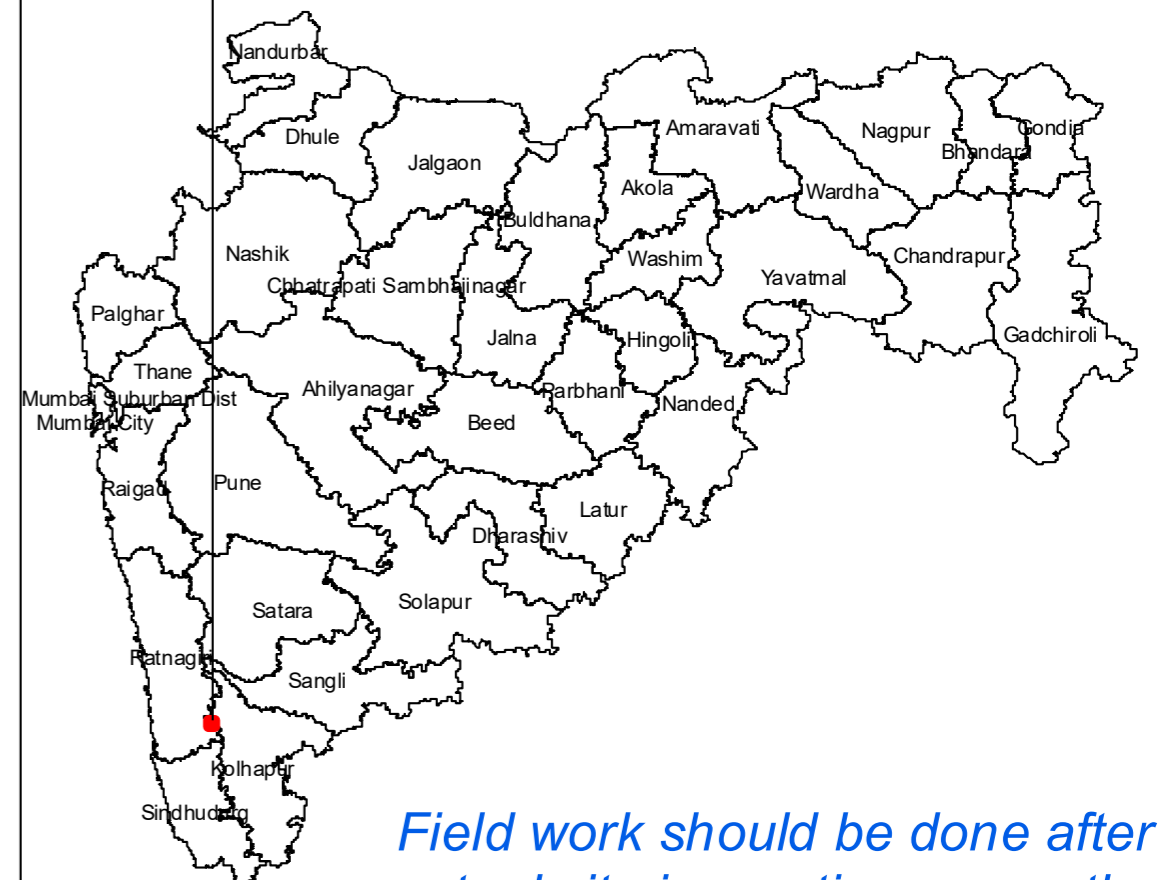 Nandurbar
Dhule
Jalgaon
Amaravati
Nagpur
Gondia
Bhandara
Akola
Wardha
Buldhana
Nashik
Washim
Chandrapur
Yavatmal
Chhatrapati Sambhajinagar
Palghar
Jalna
Hingoli
Gadchiroli
Thane
Ahilyanagar
Parbhani
Mumbai Suburban Dist
Nanded
Mumbai City
Beed
Raigad
Pune
Latur
Dharashiv
Solapur
Satara
Ratnagiri
Sangli
Kolhapur
Sindhudurg
Field work should be done after